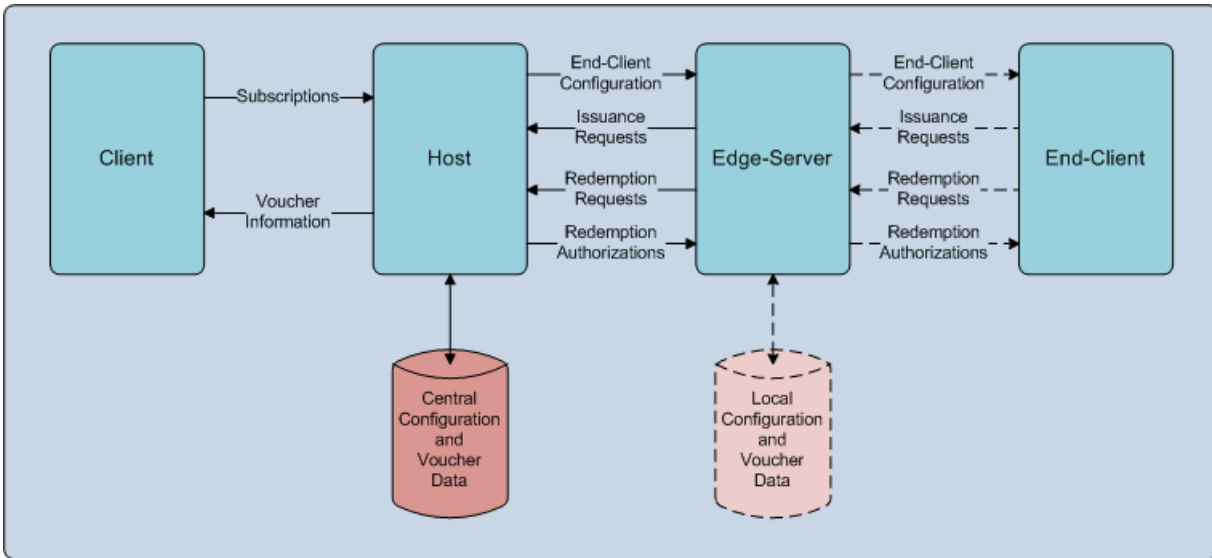 Client
Subscriptions
Voucher
Information
Host
End-Client
Configuration
Issuance
Requests
Redemption
Requests
Redemption
Authorizations
Edge-Server
End-Client
Configuration
Issuance
Requests
Redemption
Requests
Redemption
Authorizations
End-Client
Central
Configuration
and
Voucher
Data
Local
Configuration
and
Voucher
Data